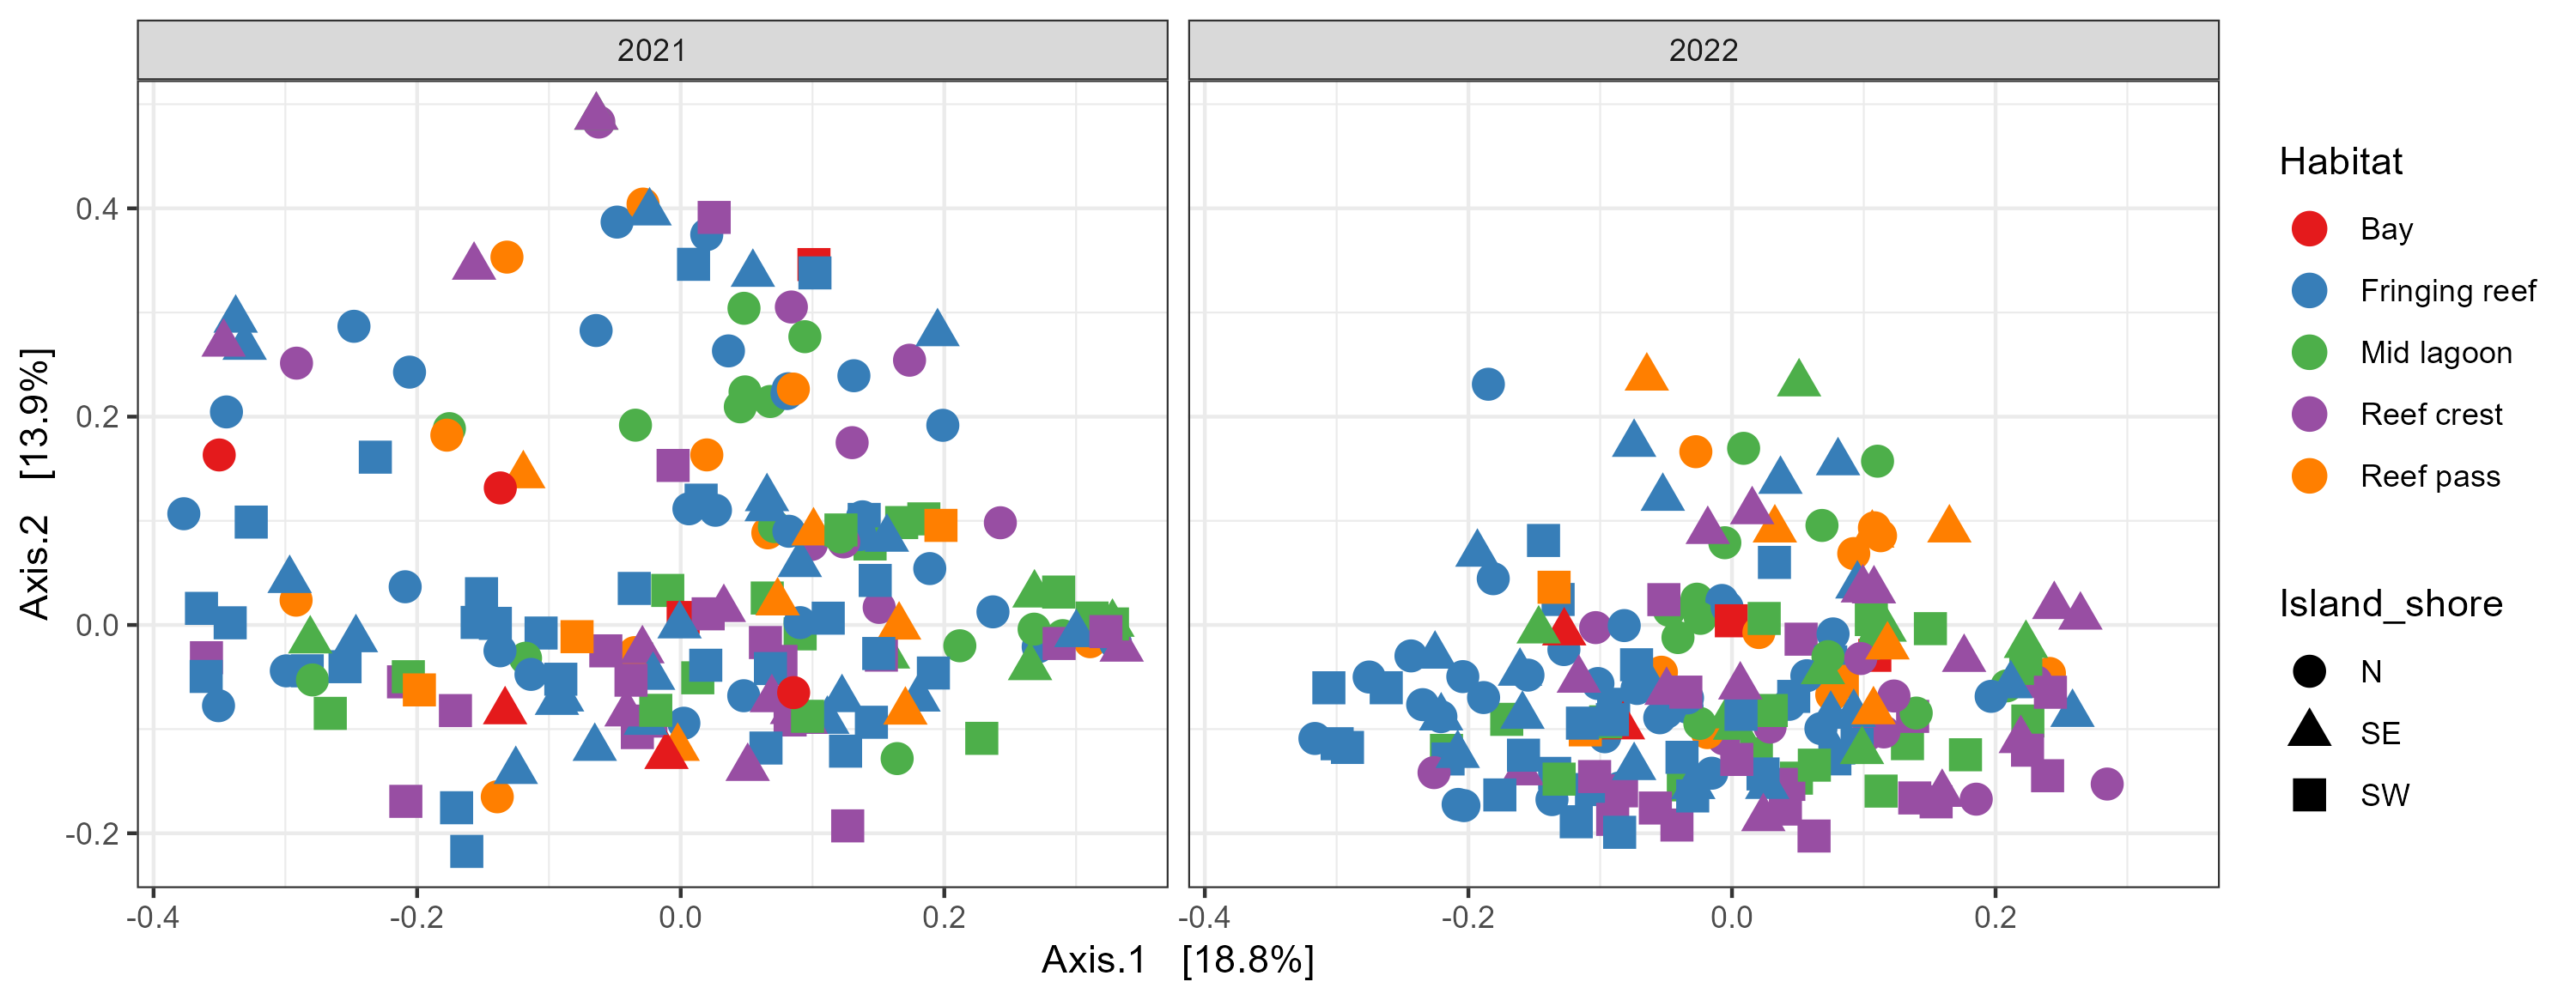 2021
2022
0.4
0.2
0.0
-0.2
Axis.2 [13.9%]
-0.4
-0.2
0.0
0.2
-0.4
-0.2
0.0
0.2
Axis.1 [18.8%]
Habitat
Bay
Fringing reef
Mid lagoon
Reef crest
Reef pass
Island_shore
N
SE
SW